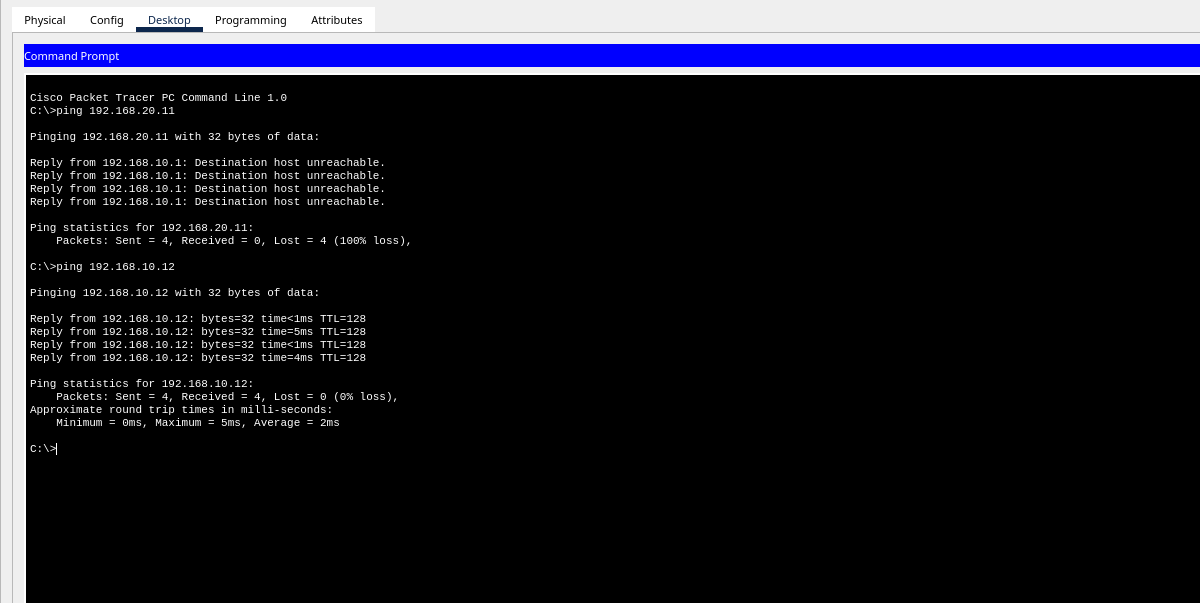 Physical Config Desktop Programming Attributes
Command Prompt
Cisco Packet Tracer PC Command Line 1.0
C:\>ping 192.168.20.11
Pinging 192.168.20.11 with 32 bytes of data:
Reply from 192.168.10.1: Destination host unreachable.
Reply from 192.168.10.1: Destination host unreachable.
Reply from 192.168.10.1: Destination host unreachable.
Reply from 192.168.10.1: Destination host unreachable.
Ping statistics for 192.168.20.11:
    Packets: Sent = 4, Received = 0, Lost = 4 (100% loss),
C:\>ping 192.168.10.12
Pinging 192.168.10.12 with 32 bytes of data:
Reply from 192.168.10.12: bytes=32 time<1ms TTL=128
Reply from 192.168.10.12: bytes=32 time=5ms TTL=128
Reply from 192.168.10.12: bytes=32 time<1ms TTL=128
Reply from 192.168.10.12: bytes=32 time=4ms TTL=128
Ping statistics for 192.168.10.12:
    Packets: Sent = 4, Received = 4, Lost = 0 (0% loss),
Approximate round trip times in milli-seconds:
    Minimum = 0ms, Maximum = 5ms, Average = 2ms
C:\>